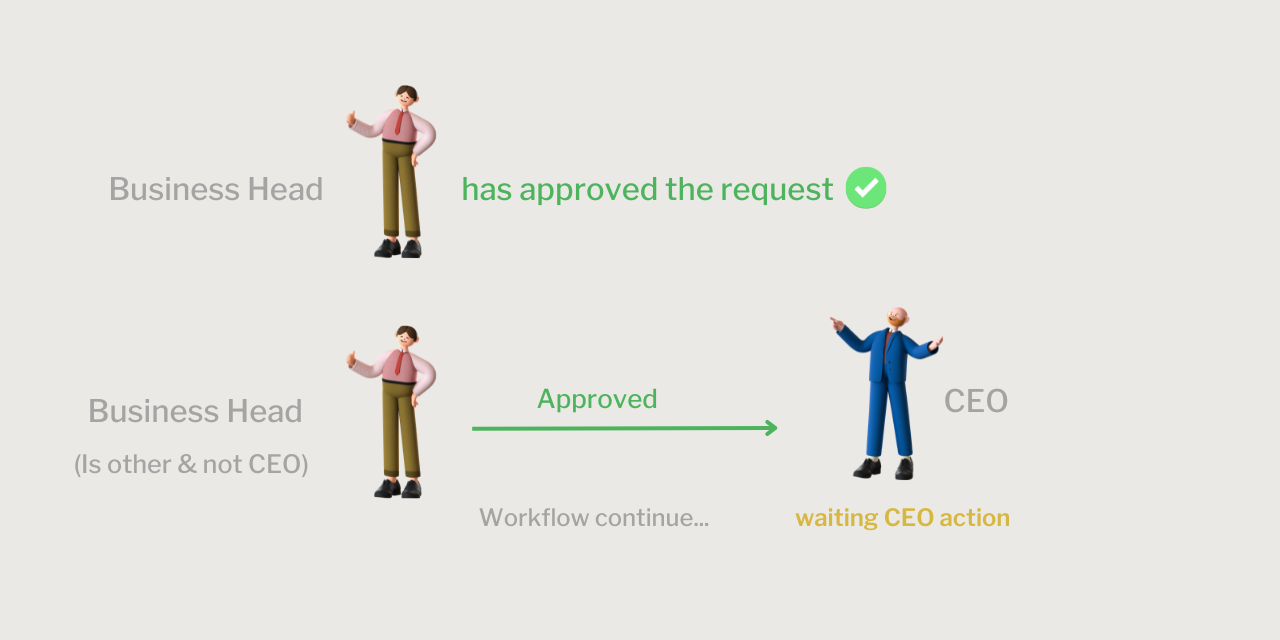 Business Head has approved the request
Approved
Business Head
CEO
(Is other & not CEO)
Workflow continue...
waiting CEO action